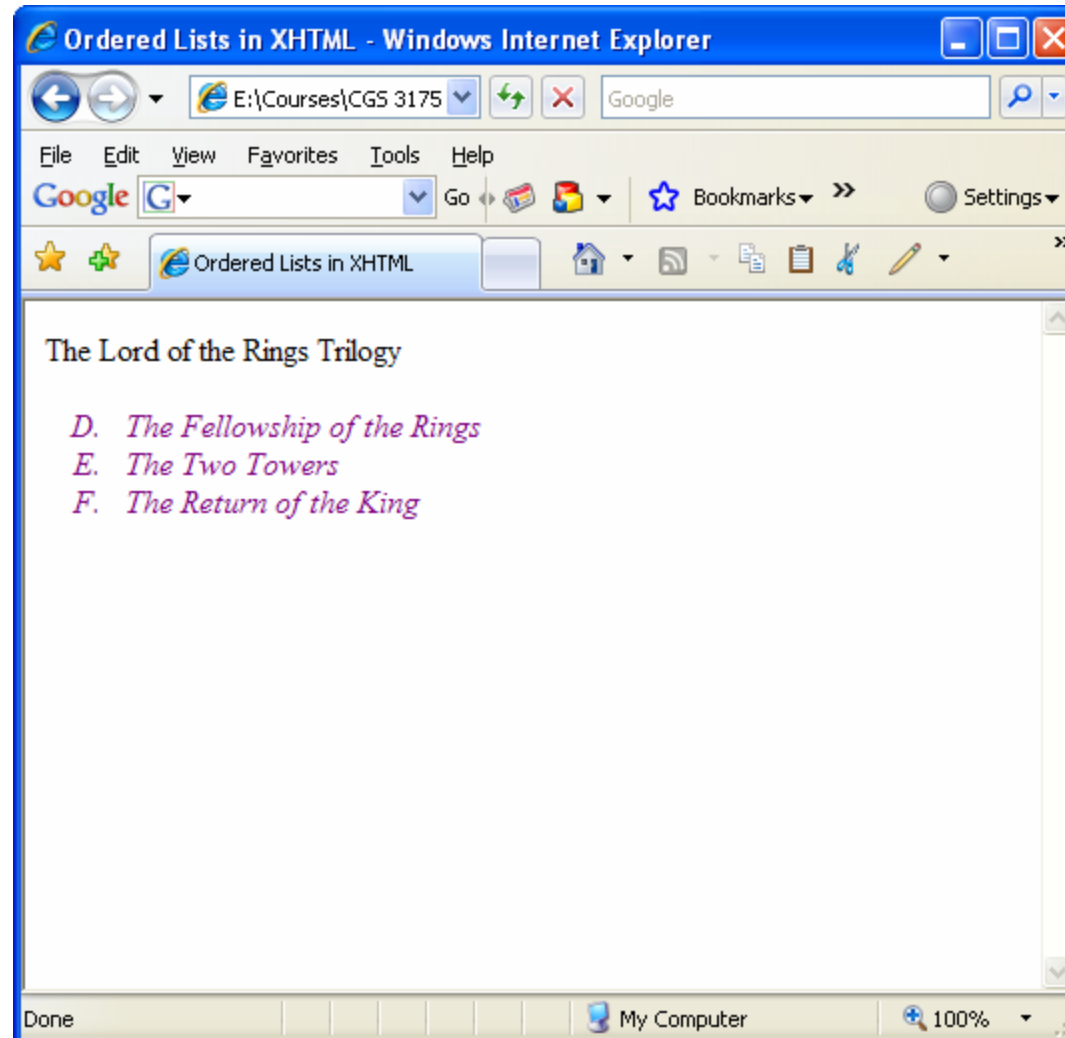 Ordered Lists in XHTML - Windows Internet Explorer
E:\Courses\CGS 3175 Google
File Edit View Favorites Tools Help
Google G Go Bookmarks » Settings
Ordered Lists in XHTML »
The Lord of the Rings Trilogy
D. The Fellowship of the Rings
E. The Two Towers
F. The Return of the King
Done My Computer 100%